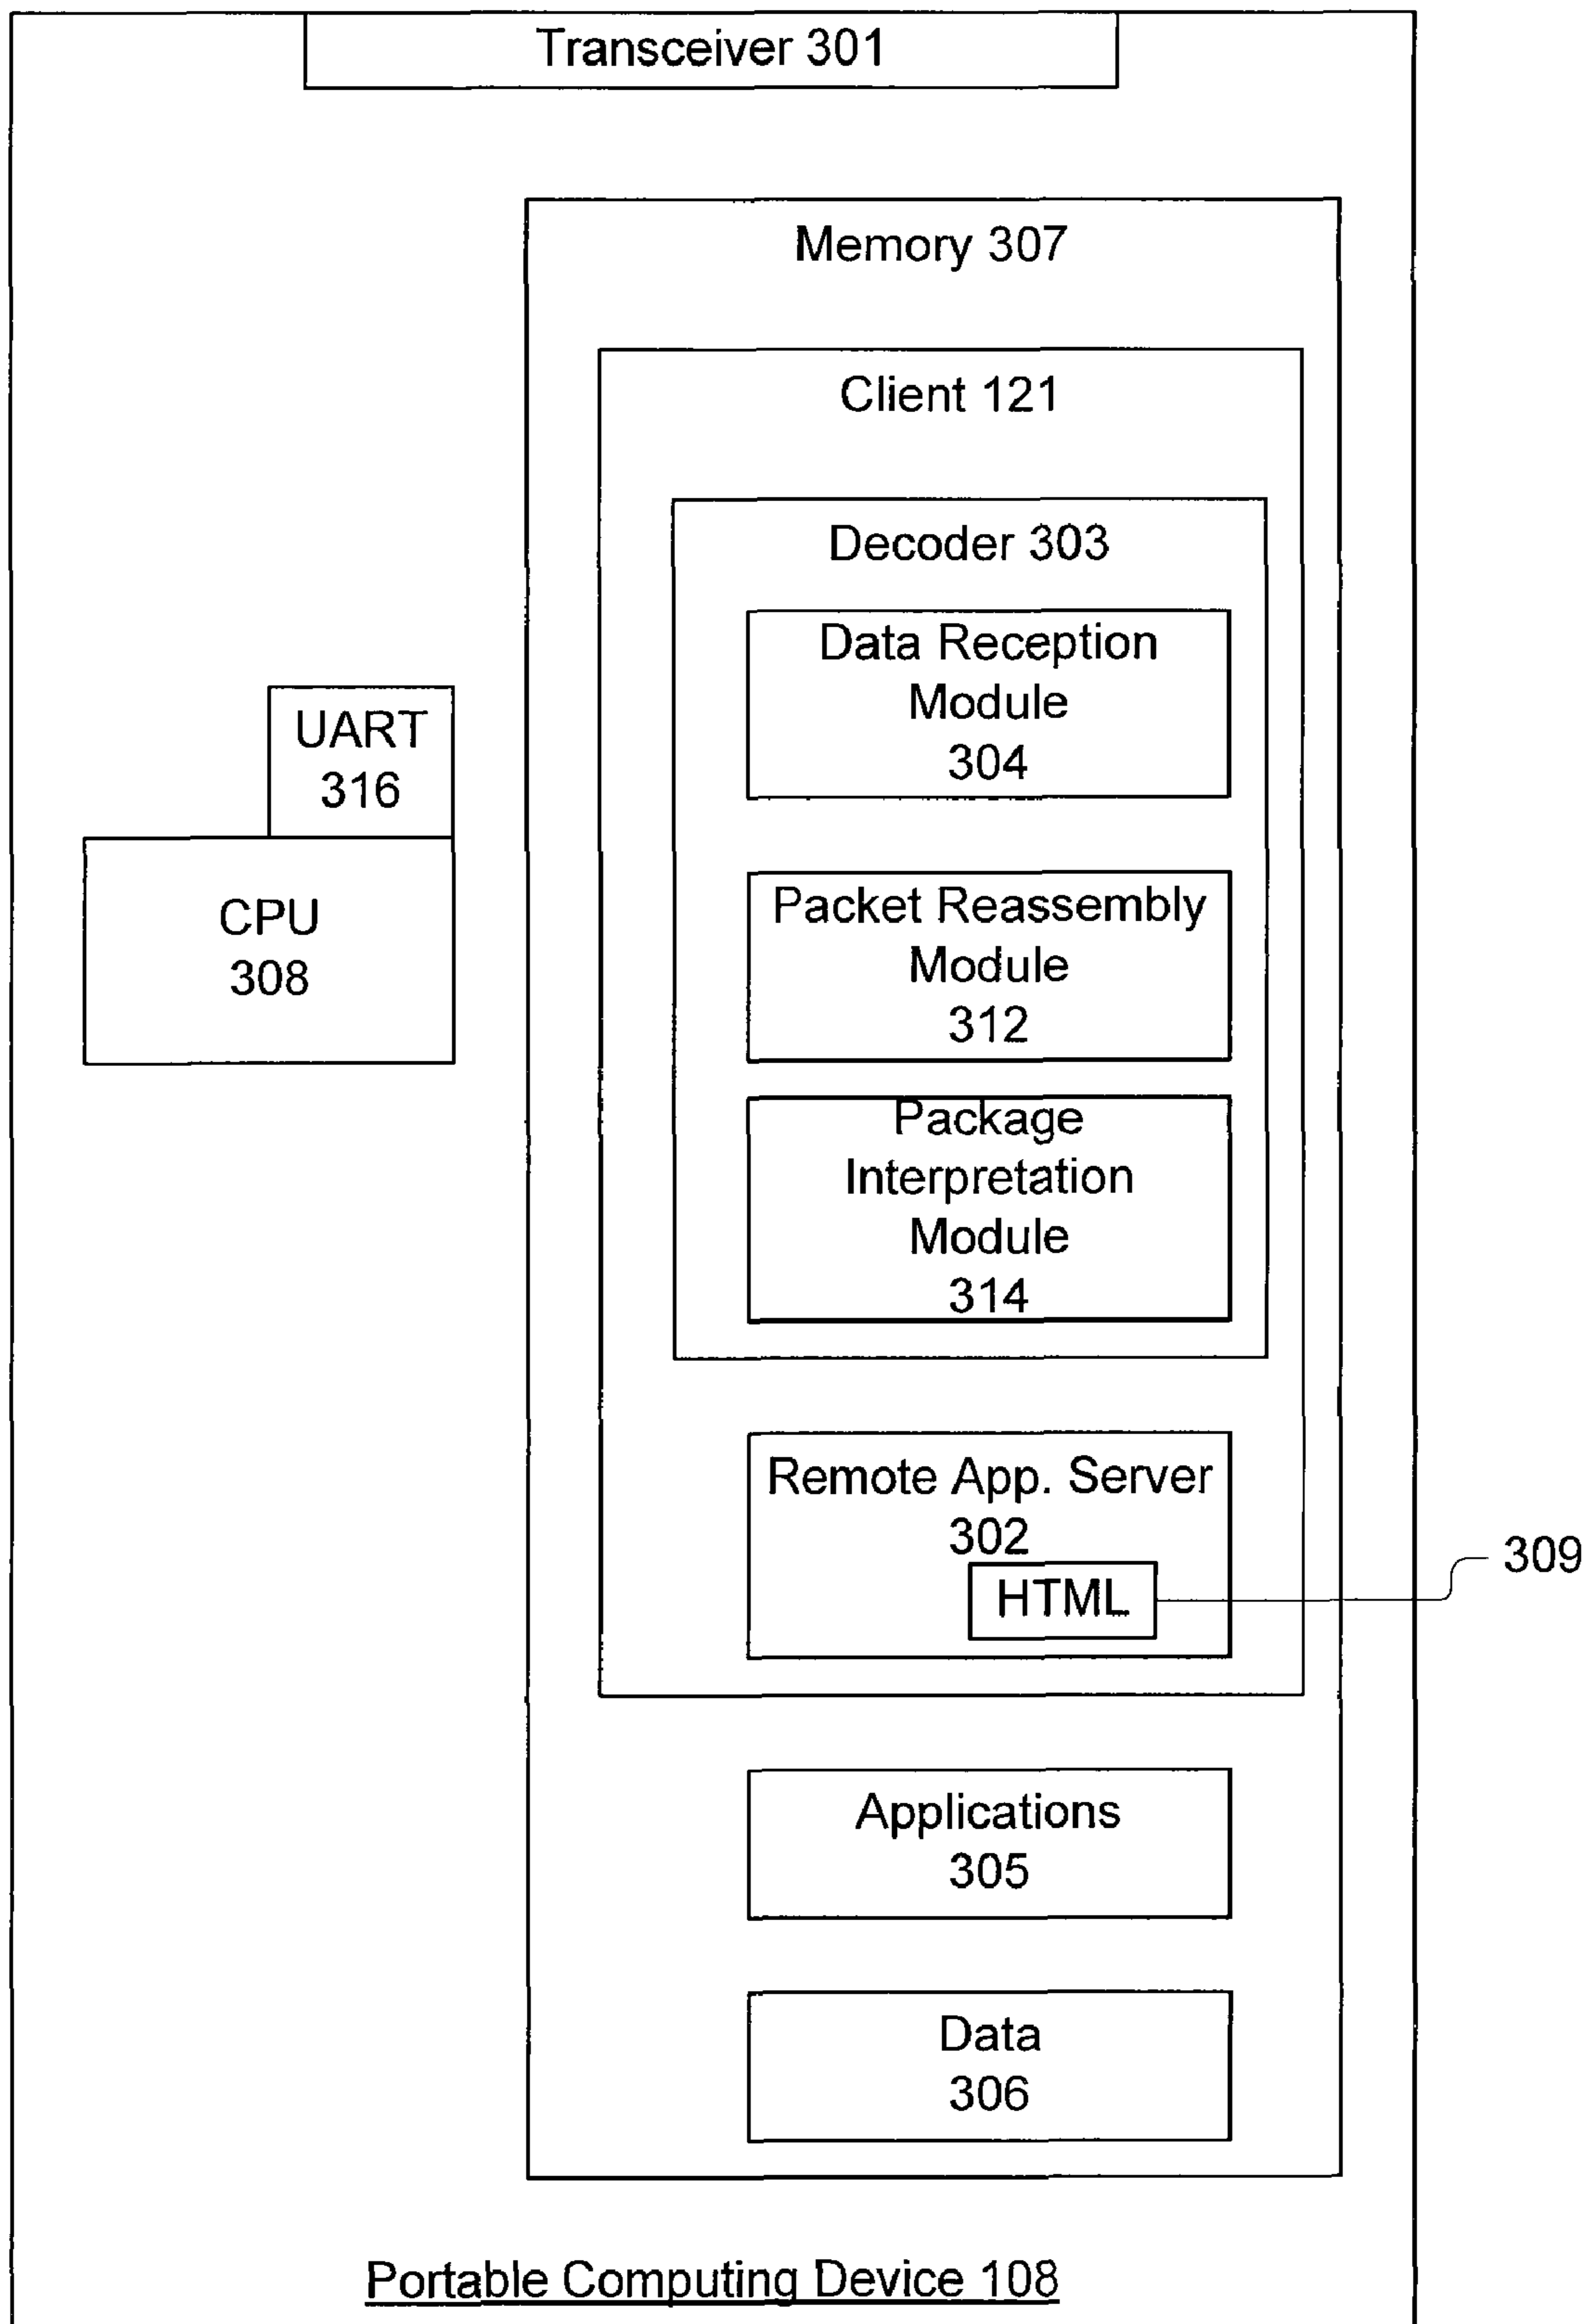 Transceiver 301
Memory 307
Client 121
Decoder 303
Data Reception
Module
304
UART
316
CPU
308
Packet Reassembly
Module
312
Package
Interpretation
Module
314
Remote App. Server
302
HTML
309
Applications
305
Data
306
Portable Computing Device 108